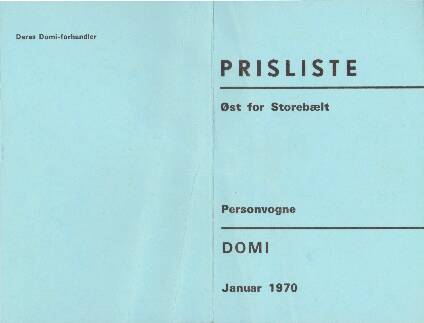 Deres Domi-forhandler
PRISLISTE
Øst for Storebælt
Personvogne
DOMI
Januar 1970